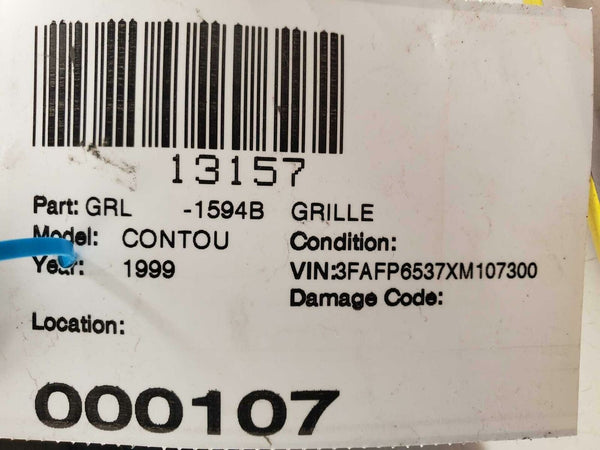 13157
Part: GRL -1594B GRILLE
Model: CONTOU Condition:
Year: 1999 VIN:3FAFP6537XM107300
Damage Code:
Location:
000107